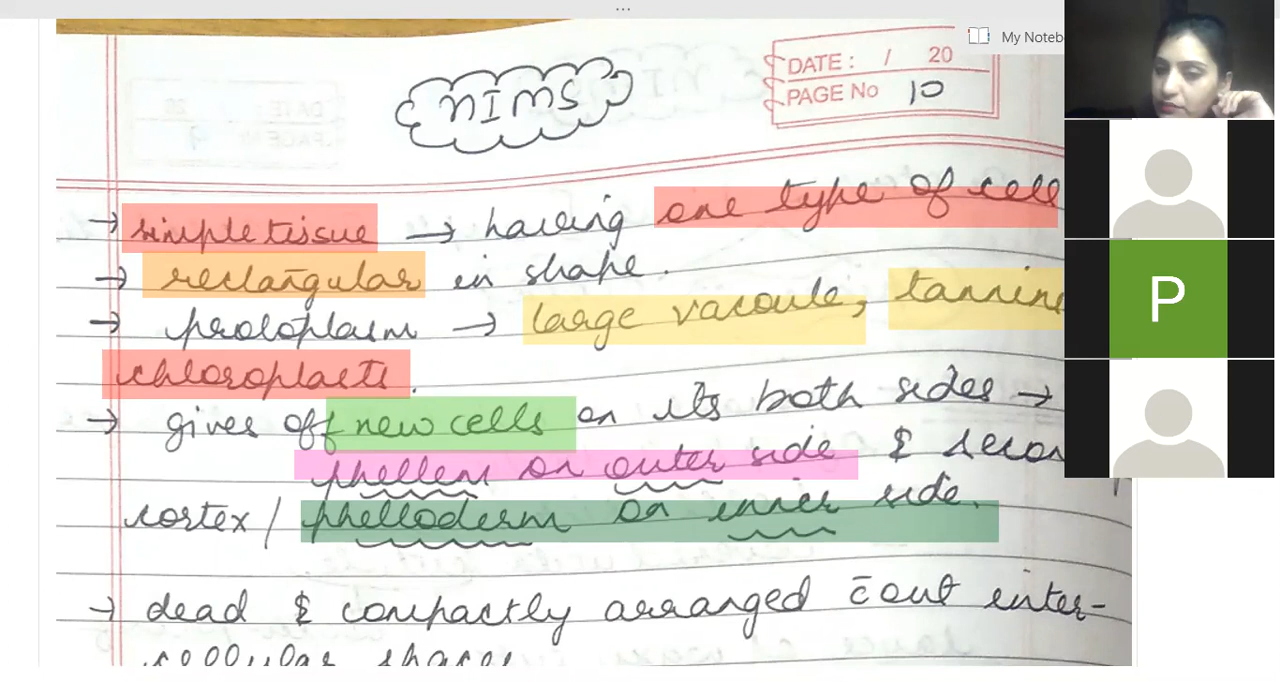 ...
My Noteb
DATE : / 20
PAGE No 10
NIMS
→ simple tissue → having one type of cell
→ rectangular in shape.
→ protoplasm → large vacoule, tannins
chloroplasts.
→ gives off new cells on its both sides →
phellem on outer side & secon
cortex / phelloderm on inner side.
→ dead & compactly arranged c̄out inter-
cellular spaces
P